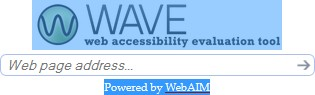 WAVE
web accessibility evaluation tool
Web page address...
Powered by WebAIM